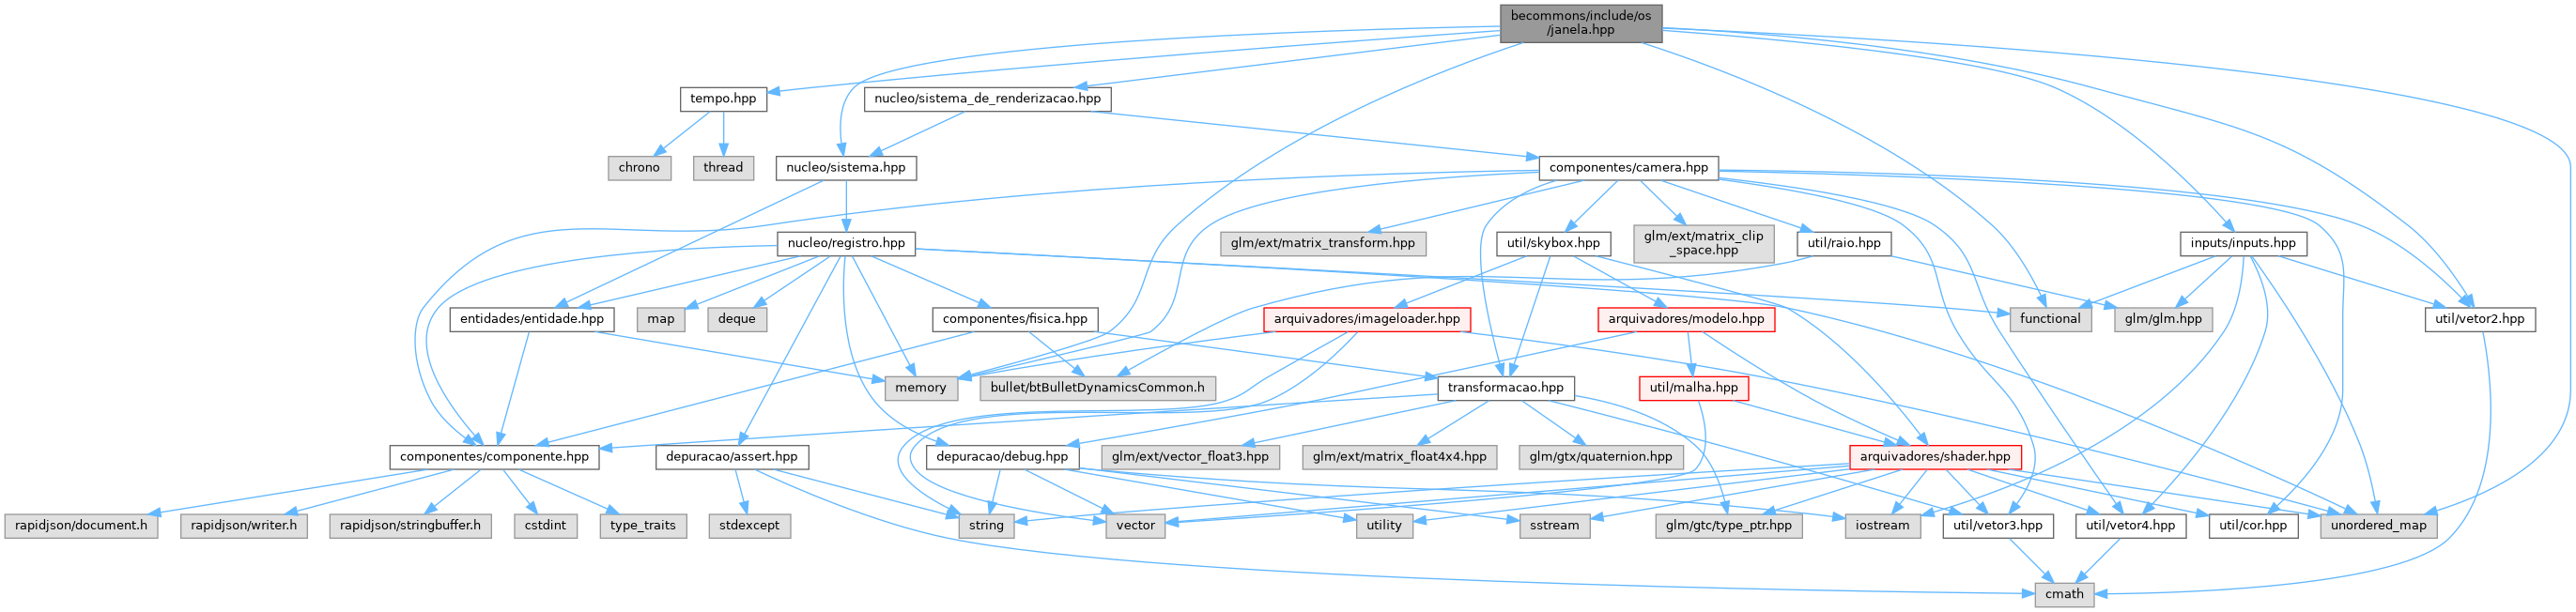 becommons/include/os
/janela.hpp
tempo.hpp
nucleo/sistema_de_renderizacao.hpp
chrono
thread
nucleo/sistema.hpp
componentes/camera.hpp
nucleo/registro.hpp
glm/ext/matrix_transform.hpp
util/skybox.hpp
glm/ext/matrix_clip
_space.hpp
util/raio.hpp
inputs/inputs.hpp
entidades/entidade.hpp
map
deque
componentes/fisica.hpp
arquivadores/imageloader.hpp
arquivadores/modelo.hpp
functional
glm/glm.hpp
util/vetor2.hpp
memory
bullet/btBulletDynamicsCommon.h
transformacao.hpp
util/malha.hpp
componentes/componente.hpp
depuracao/assert.hpp
depuracao/debug.hpp
glm/ext/vector_float3.hpp
glm/ext/matrix_float4x4.hpp
glm/gtx/quaternion.hpp
arquivadores/shader.hpp
rapidjson/document.h
rapidjson/writer.h
rapidjson/stringbuffer.h
cstdint
type_traits
stdexcept
string
vector
utility
sstream
glm/gtc/type_ptr.hpp
iostream
util/vetor3.hpp
util/vetor4.hpp
util/cor.hpp
unordered_map
cmath